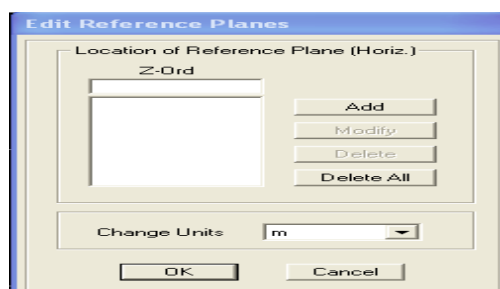 Edit Reference Planes
Location of Reference Plane (Horiz.)
Z-Ord
Add
Modify
Delete
Delete All
Change Units m
OK Cancel